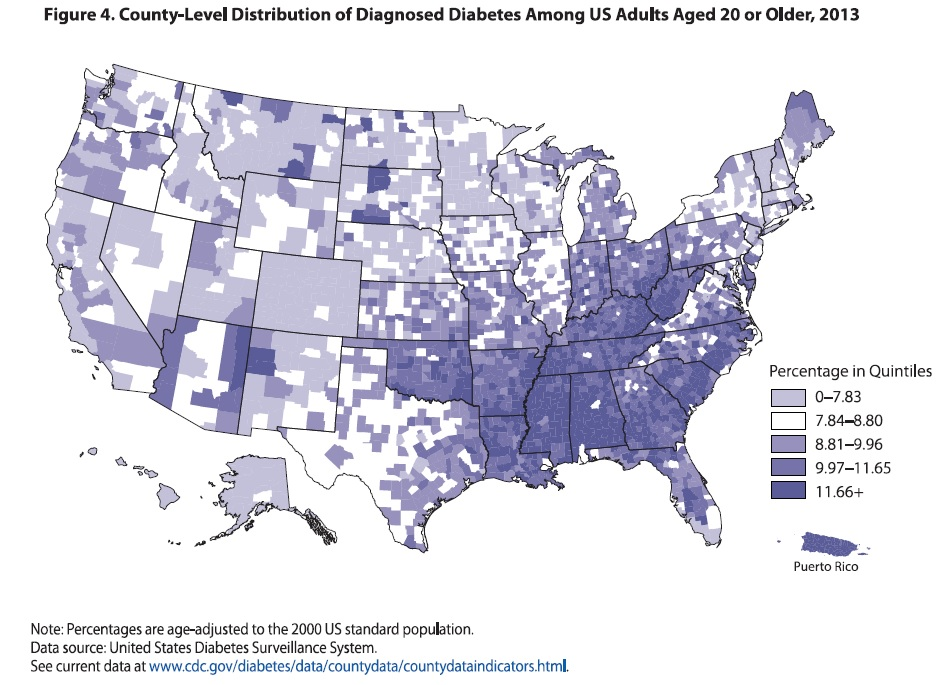 Figure 4. County-Level Distribution of Diagnosed Diabetes Among US Adults Aged 20 or Older, 2013
Percentage in Quintiles
0–7.83
7.84–8.80
8.81–9.96
9.97–11.65
11.66+
Puerto Rico
Note: Percentages are age-adjusted to the 2000 US standard population.
Data source: United States Diabetes Surveillance System.
See current data at www.cdc.gov/diabetes/data/countydata/countydataindicators.html.